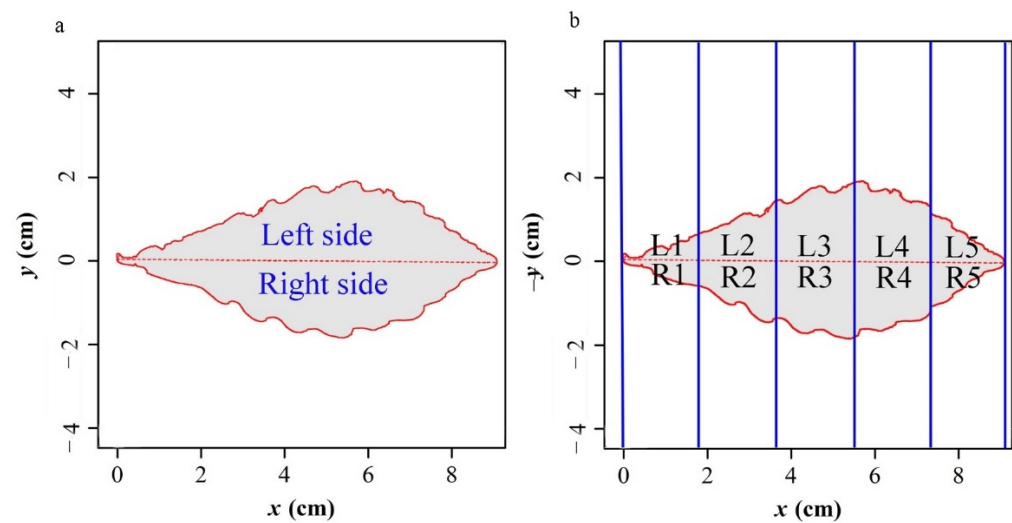 a
y (cm)
4
2
0
−2
−4
Left side
Right side
0 2 4 6 8
x (cm)
b
−y (cm)
4
2
0
−2
−4
L1 L2 L3 L4 L5
R1 R2 R3 R4 R5
0 2 4 6 8
x (cm)